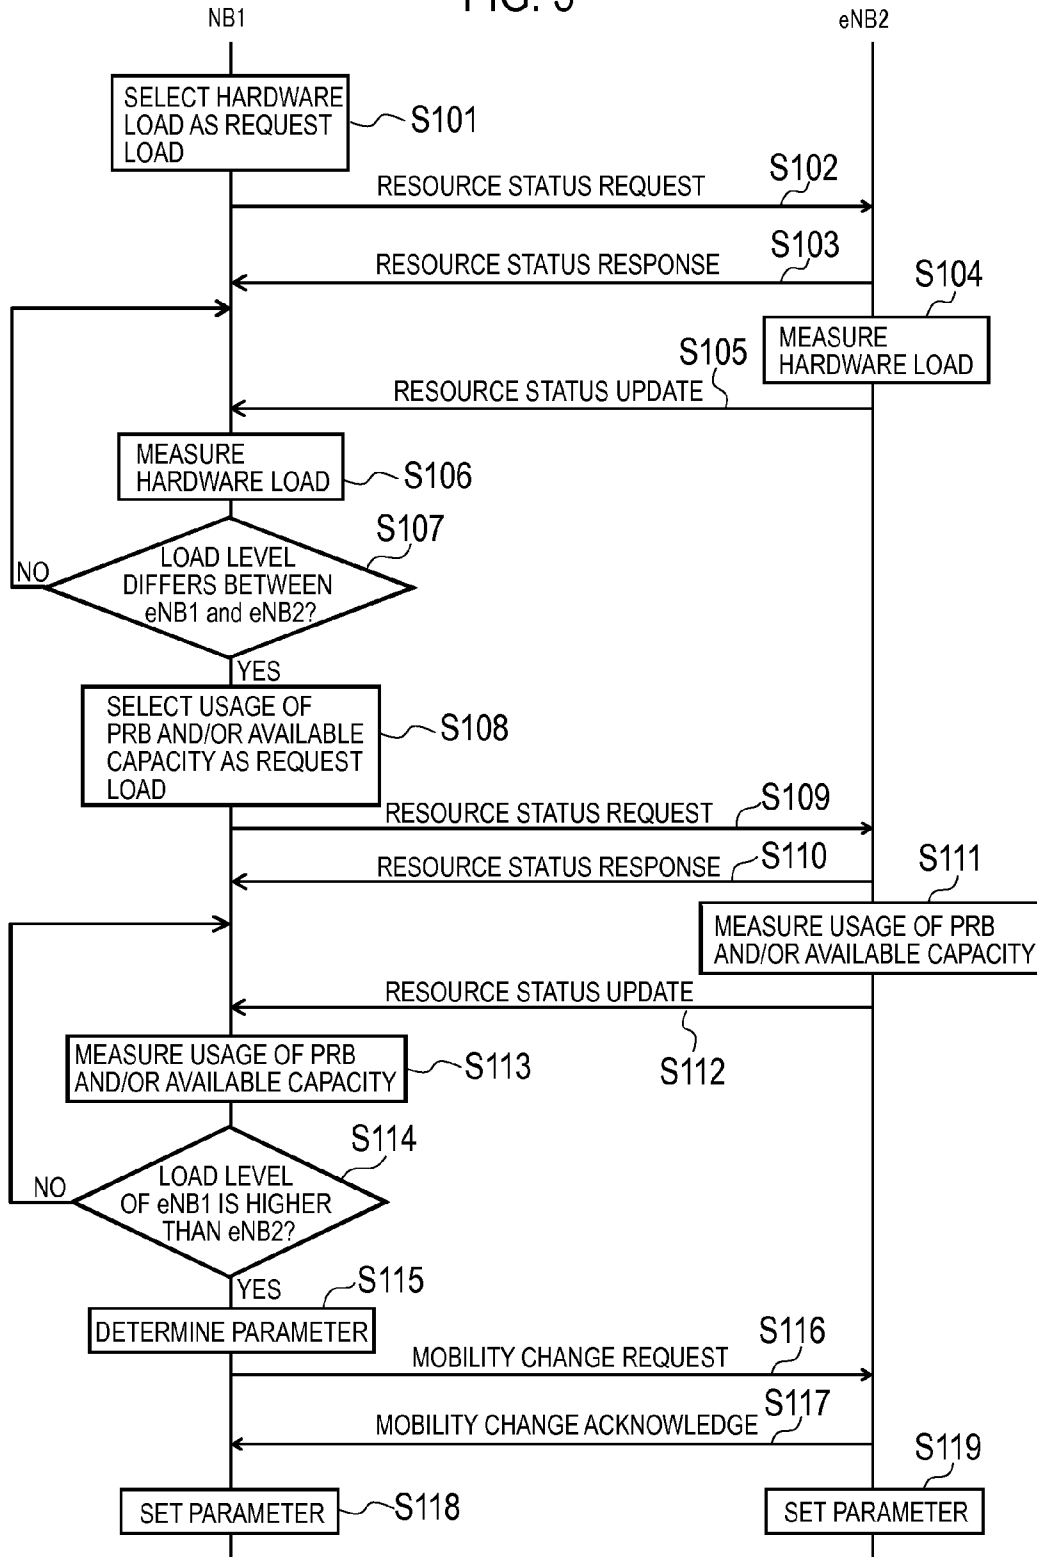 NB1
eNB2
SELECT HARDWARE
LOAD AS REQUEST
LOAD
S101
RESOURCE STATUS REQUEST
S102
RESOURCE STATUS RESPONSE
S103
S104
MEASURE
HARDWARE LOAD
RESOURCE STATUS UPDATE
S105
MEASURE
HARDWARE LOAD
S106
S107
LOAD LEVEL
DIFFERS BETWEEN
eNB1 and eNB2?
NO
YES
SELECT USAGE OF
PRB AND/OR AVAILABLE
CAPACITY AS REQUEST
LOAD
S108
RESOURCE STATUS REQUEST
S109
RESOURCE STATUS RESPONSE
S110
S111
MEASURE USAGE OF PRB
AND/OR AVAILABLE CAPACITY
RESOURCE STATUS UPDATE
S112
MEASURE USAGE OF PRB
AND/OR AVAILABLE CAPACITY
S113
S114
LOAD LEVEL
OF eNB1 IS HIGHER
THAN eNB2?
NO
YES
S115
DETERMINE PARAMETER
MOBILITY CHANGE REQUEST
S116
MOBILITY CHANGE ACKNOWLEDGE
S117
S119
SET PARAMETER
S118
SET PARAMETER